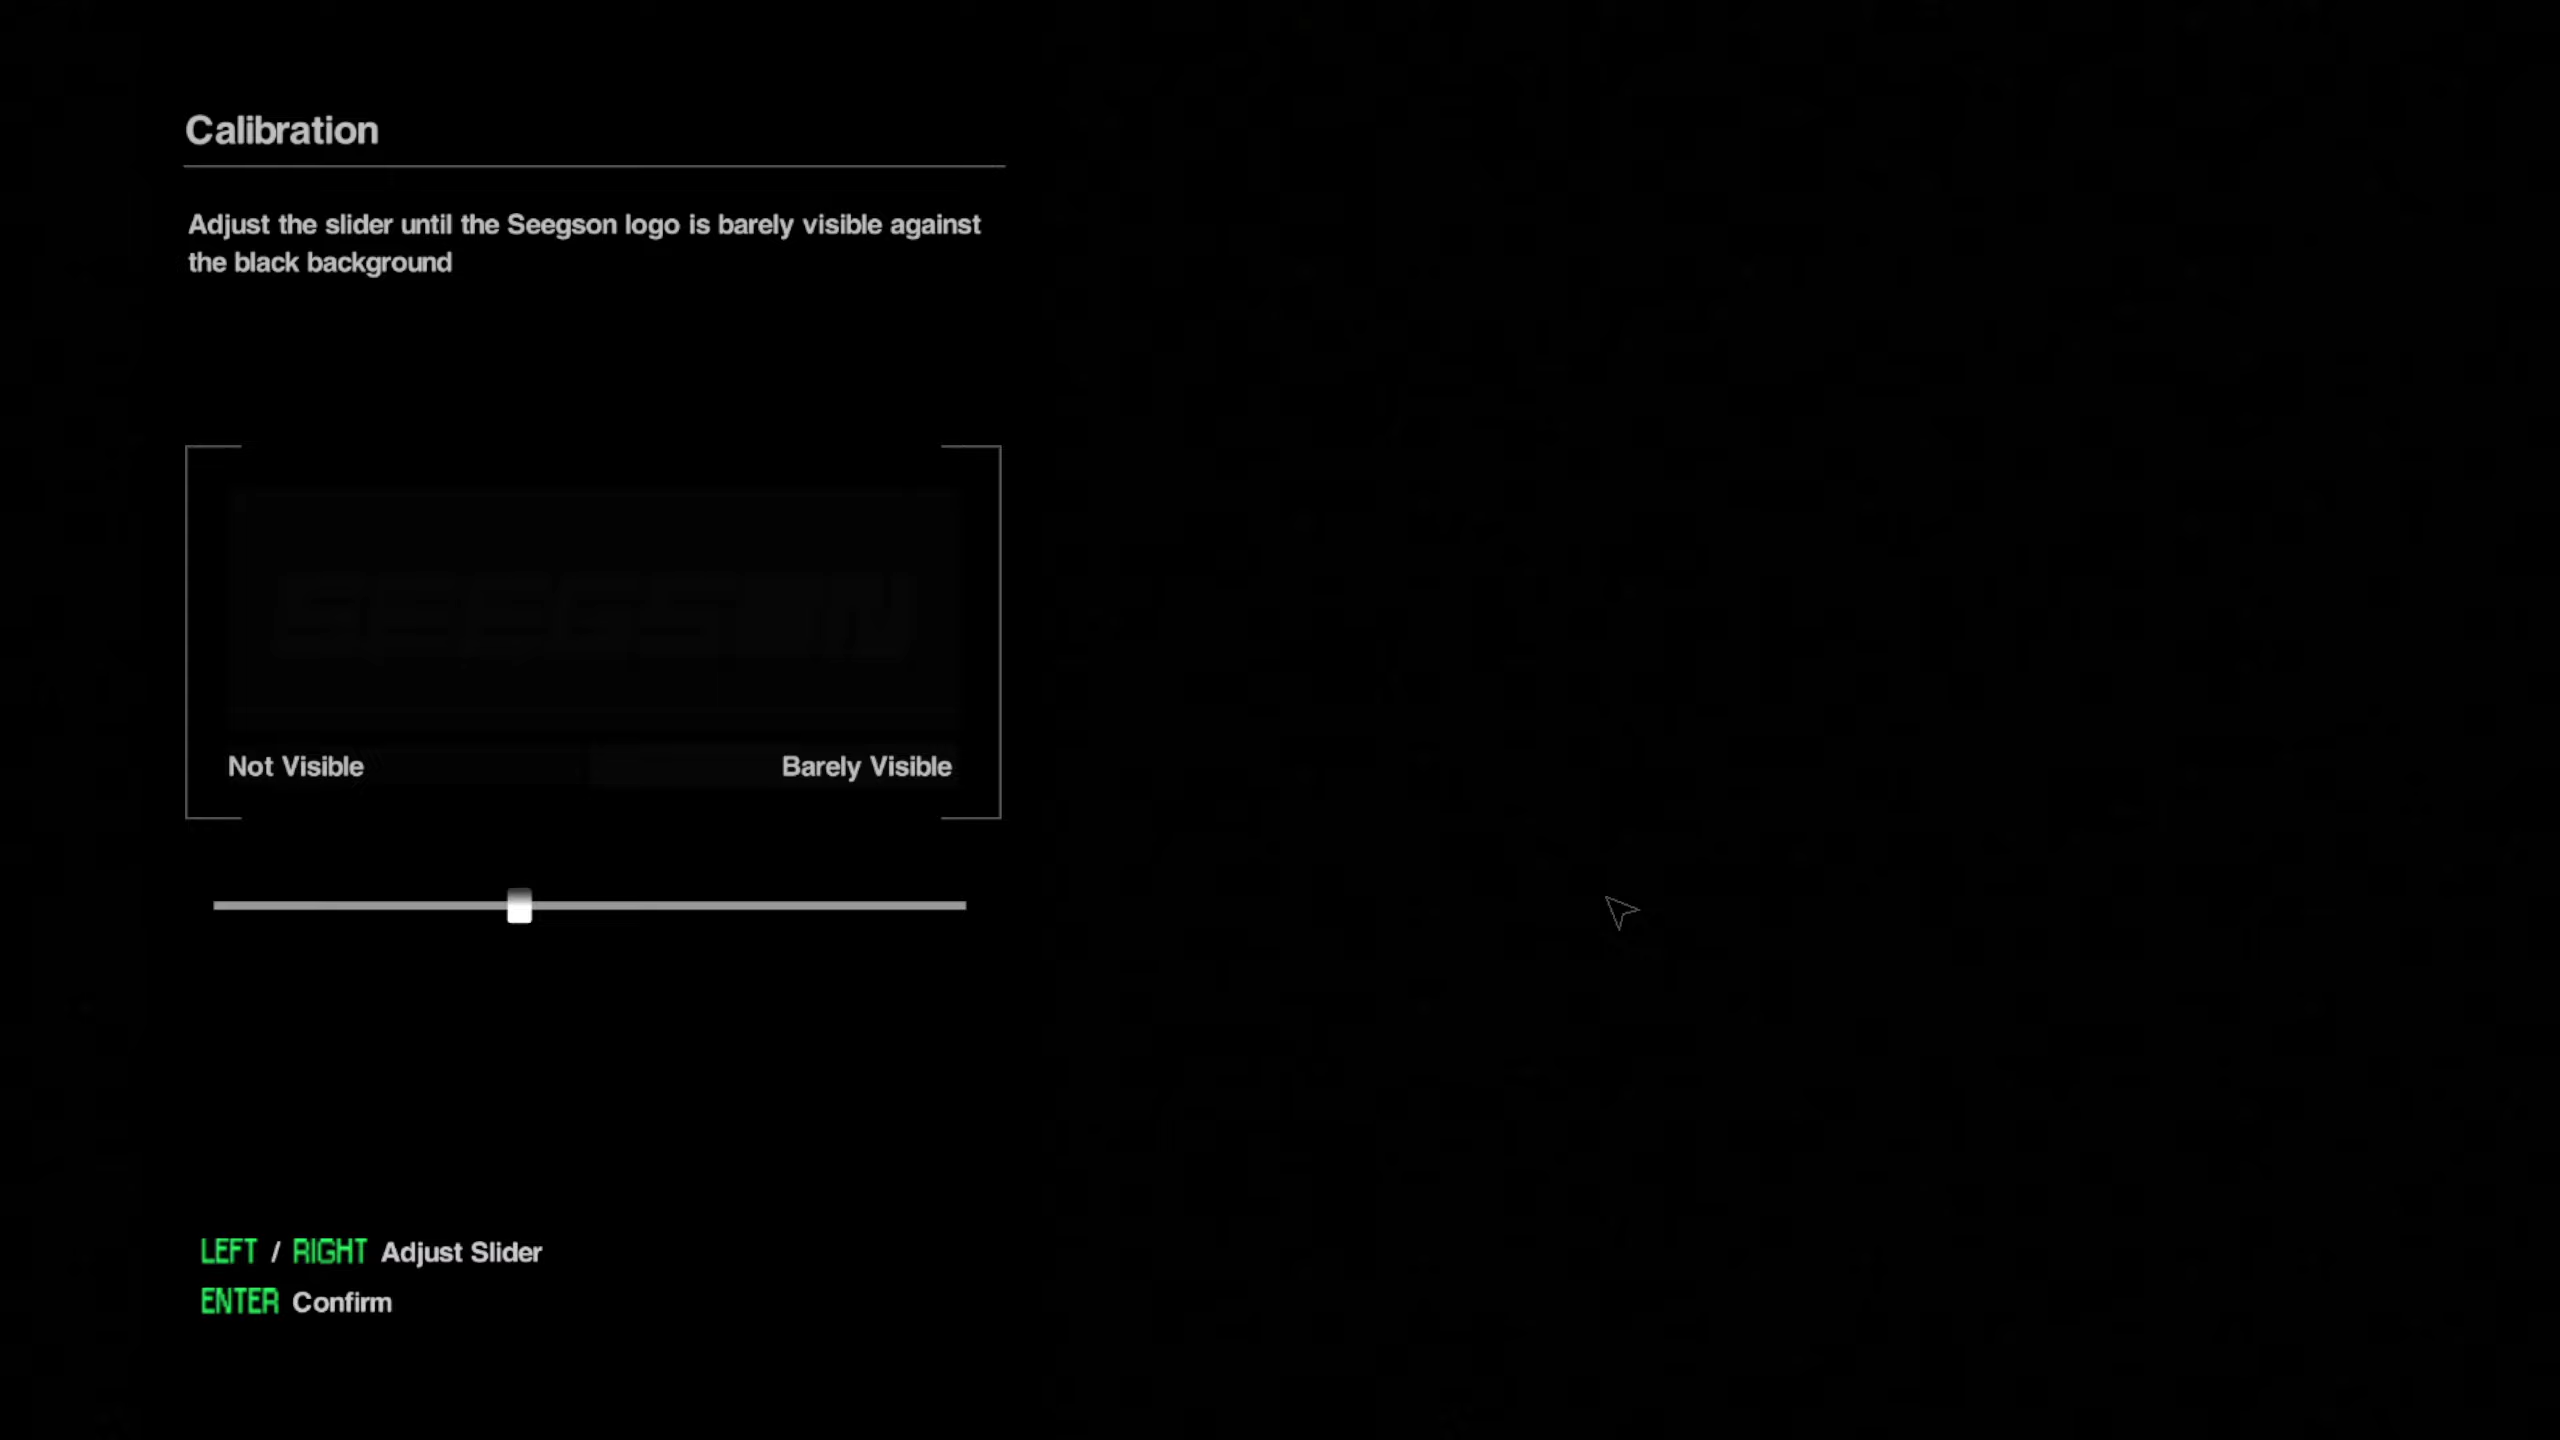 Calibration
Adjust the slider until the Seegson logo is barely visible against
the black background
SEEGSON
Not Visible
Barely Visible
LEFT / RIGHT Adjust Slider
ENTER Confirm